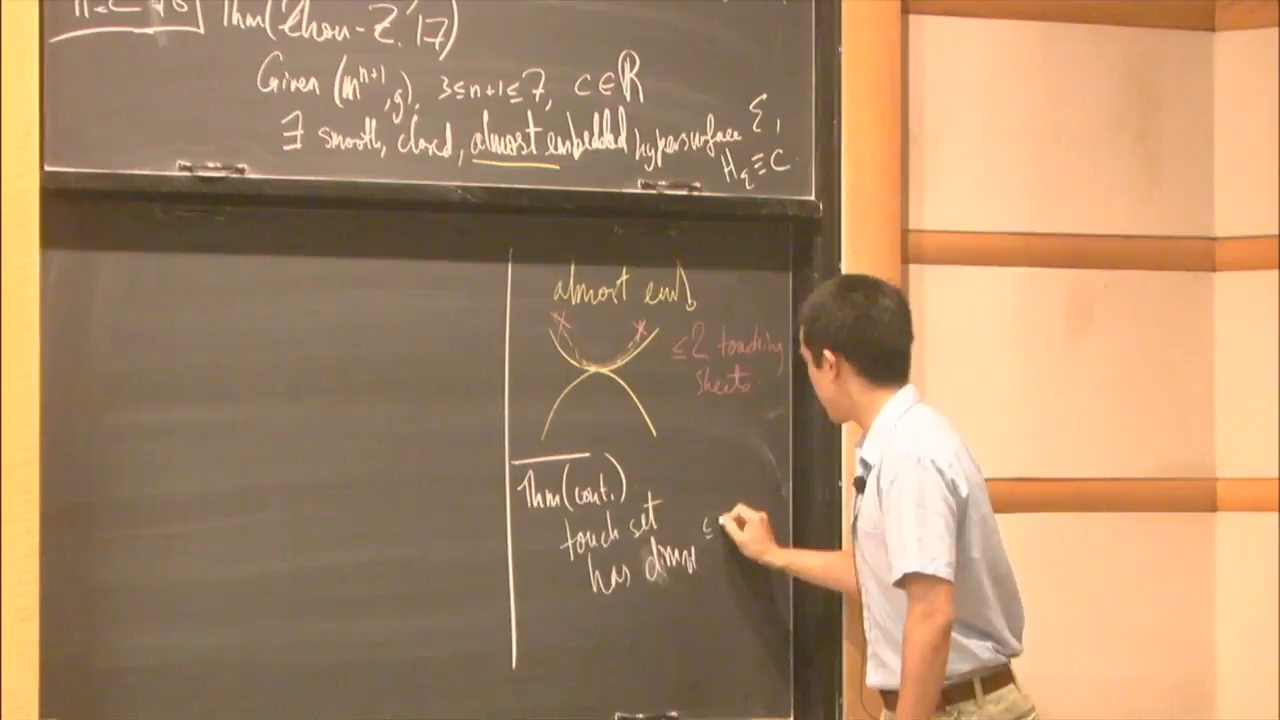 Thm (Zhou-Z. '17)
Given (M^{n+1}, g), 3≤n+1≤7, c∈ℝ
∃ smooth, closed, almost embedded hypersurface Σ,
H_Σ≡c.
almost emb
≤2 touching
sheets.
Thm (cont.)
touch set
has dim_H ≤